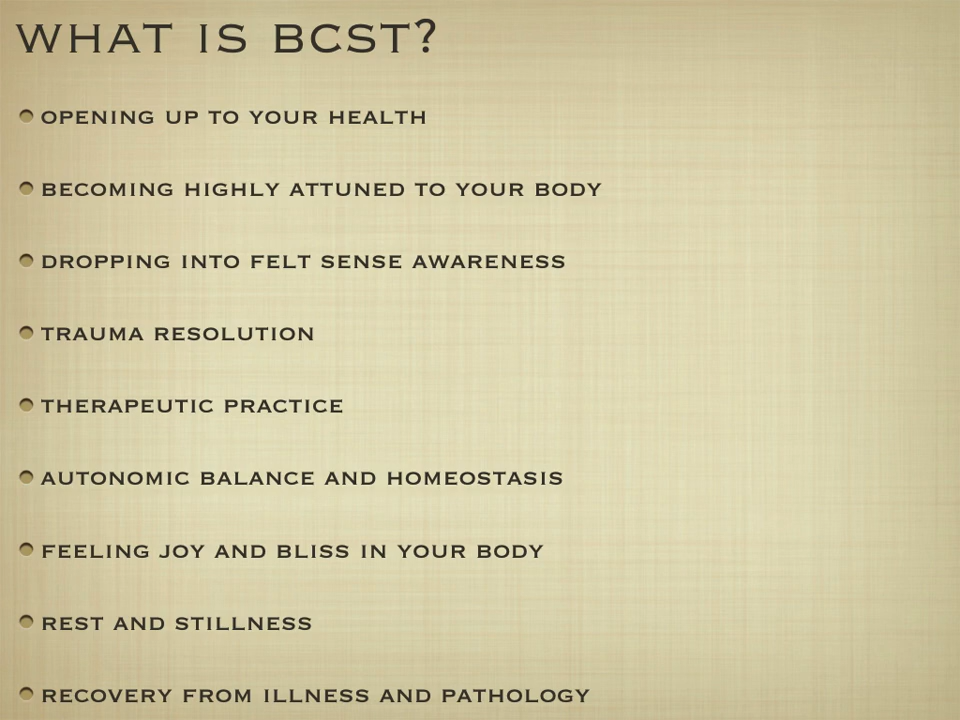 WHAT IS BCST?
OPENING UP TO YOUR HEALTH
BECOMING HIGHLY ATTUNED TO YOUR BODY
DROPPING INTO FELT SENSE AWARENESS
TRAUMA RESOLUTION
THERAPEUTIC PRACTICE
AUTONOMIC BALANCE AND HOMEOSTASIS
FEELING JOY AND BLISS IN YOUR BODY
REST AND STILLNESS
RECOVERY FROM ILLNESS AND PATHOLOGY